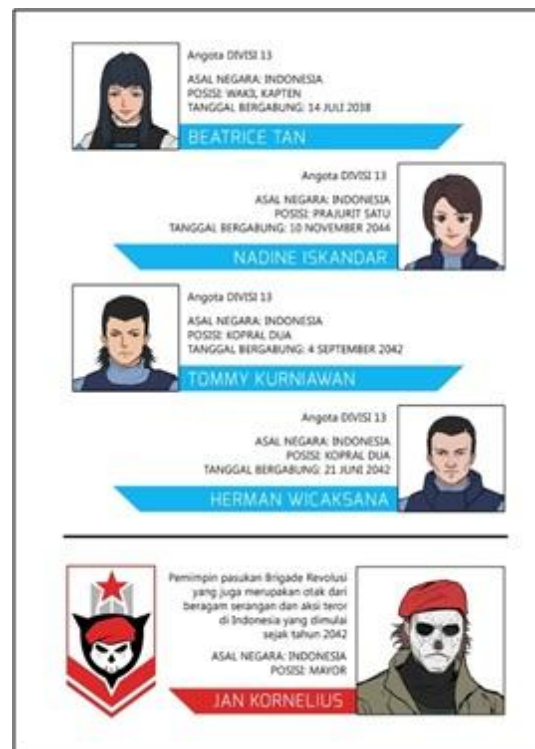 Angota DIVISI 13
ASAL NEGARA: INDONESIA
POSISI: WAKIL KAPTEN
TANGGAL BERGABUNG: 14 JULI 2038
BEATRICE TAN
Angota DIVISI 13
ASAL NEGARA: INDONESIA
POSISI: PRAJURIT SATU
TANGGAL BERGABUNG: 10 NOVEMBER 2044
NADINE ISKANDAR
Angota DIVISI 13
ASAL NEGARA: INDONESIA
POSISI: KOPRAL DUA
TANGGAL BERGABUNG: 4 SEPTEMBER 2042
TOMMY KURNIAWAN
Angota DIVISI 13
ASAL NEGARA: INDONESIA
POSISI: KOPRAL DUA
TANGGAL BERGABUNG: 21 JUNI 2042
HERMAN WICAKSANA
Pemimpin pasukan Brigade Revolusi
yang juga merupakan otak dari
beragam serangan dan aksi teror
di Indonesia yang dimulai
sejak tahun 2042
ASAL NEGARA: INDONESIA
POSISI: MAYOR
JAN KORNELIUS